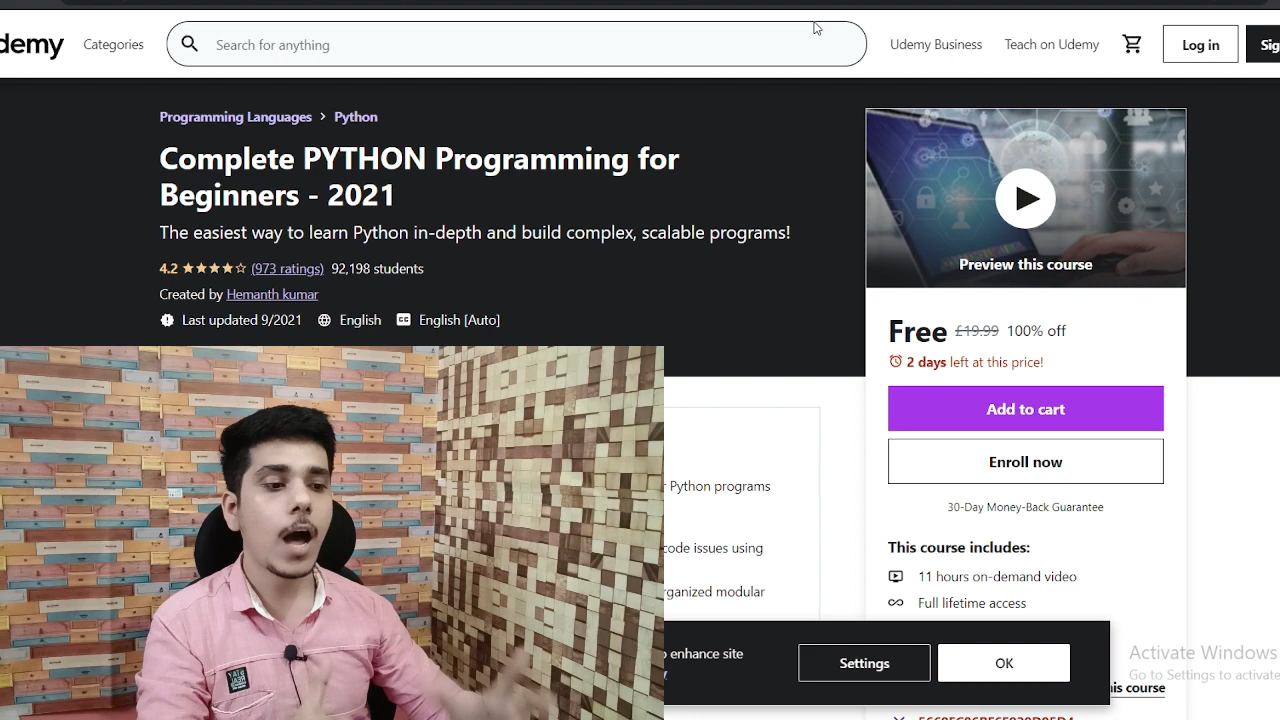 demy
Categories
Search for anything
Udemy Business
Teach on Udemy
Log in
Sig
Programming Languages > Python
Complete PYTHON Programming for
Beginners - 2021
The easiest way to learn Python in-depth and build complex, scalable programs!
4.2 (973 ratings) 92,198 students
Created by Hemanth kumar
Last updated 9/2021 English CC English [Auto]
Preview this course
Free £19.99 100% off
2 days left at this price!
Add to cart
Enroll now
30-Day Money-Back Guarantee
This course includes:
11 hours on-demand video
Full lifetime access
Python programs
code issues using
rganized modular
enhance site
Settings
OK
Activate Windows
Go to Settings to activate
is course
STAY
REAL